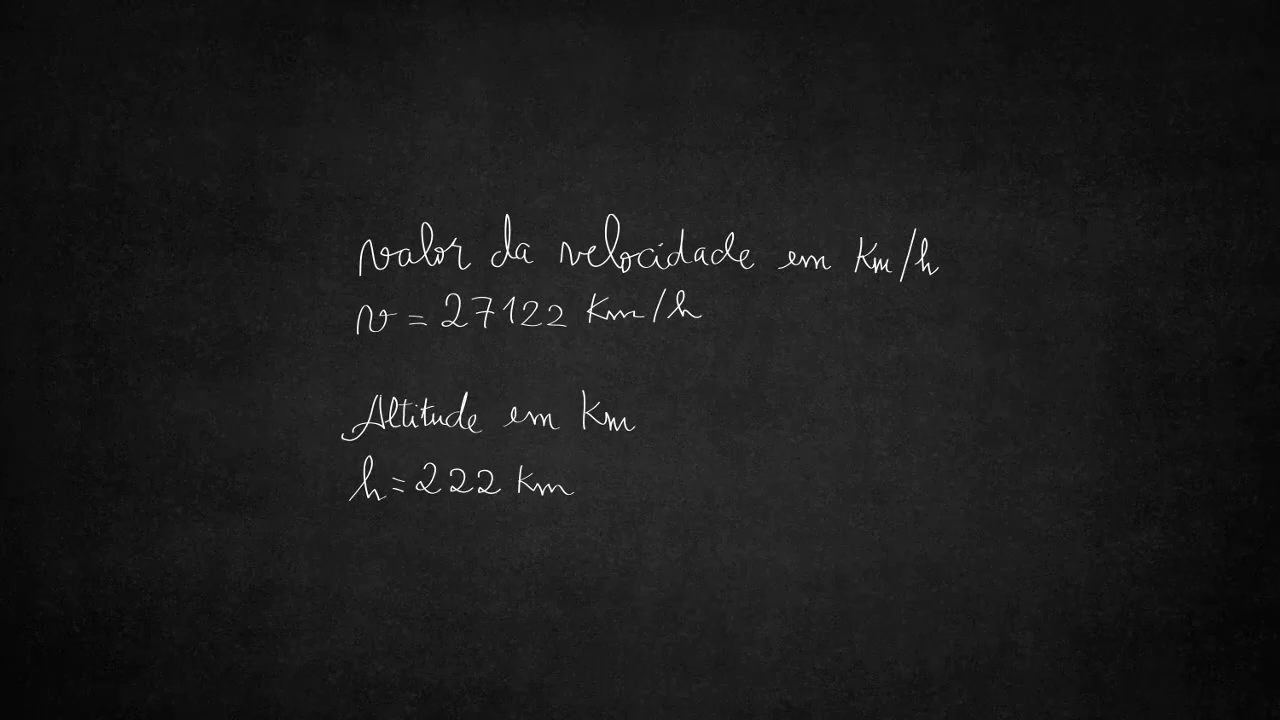 valor da velocidade em Km/h
v = 27122 Km/h
Altitude em Km
h = 222 Km